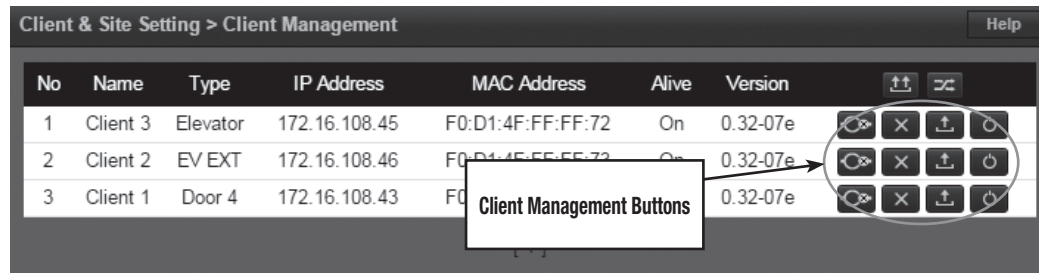 Client & Site Setting > Client Management Help
No Name Type IP Address MAC Address Alive Version
1 Client 3 Elevator 172.16.108.45 F0:D1:4F:FF:FF:72 On 0.32-07e
2 Client 2 EV EXT 172.16.108.46 On 0.32-07e
3 Client 1 Door 4 172.16.108.43 F0 0.32-07e
Client Management Buttons